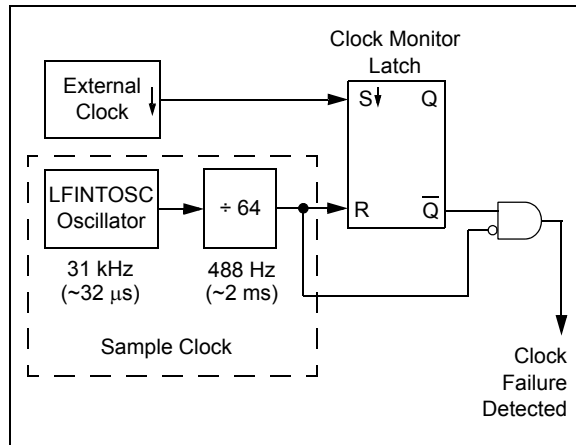 Clock Monitor
Latch
External
Clock
S
Q
LFINTOSC
Oscillator
÷ 64
R
Q̅
31 kHz
(~32 μs)
488 Hz
(~2 ms)
Sample Clock
Clock
Failure
Detected